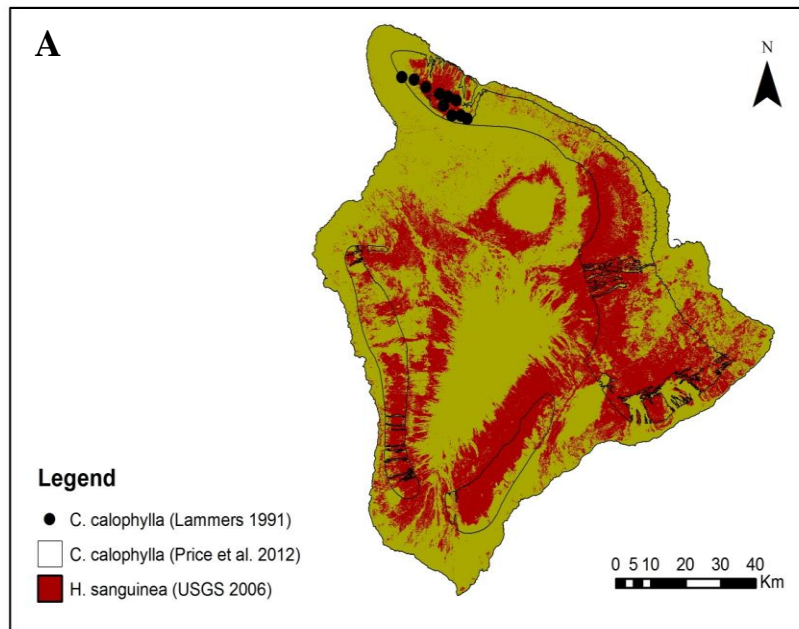 A
N
Legend
C. calophylla (Lammers 1991)
C. calophylla (Price et al. 2012)
H. sanguinea (USGS 2006)
0 5 10 20 30 40
Km